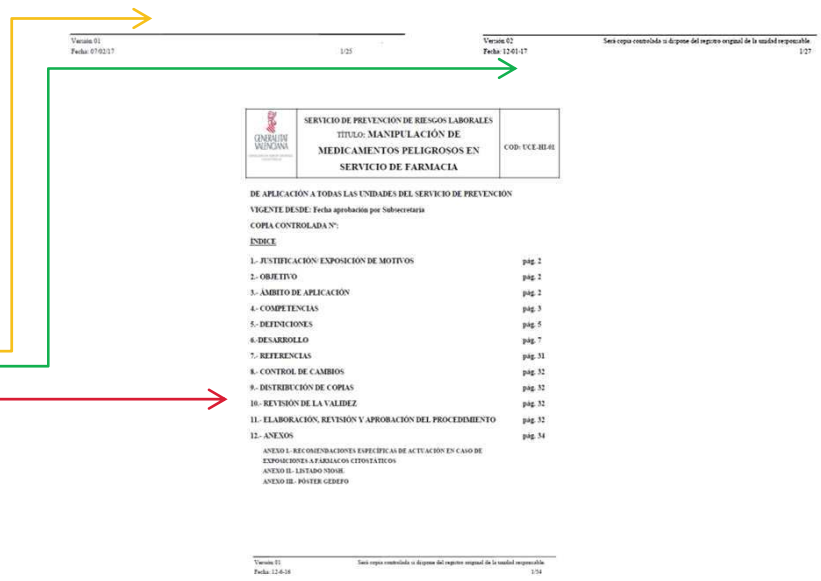 Versión 01
Fecha: 07/02/17 1/25
Versión 02 Será copia controlada si dispone del registro original de la unidad responsable.
Fecha: 12-01-17 1/27
GENERALITAT
VALENCIANA
SERVICIO DE PREVENCIÓN DE RIESGOS LABORALES
TÍTULO: MANIPULACIÓN DE
MEDICAMENTOS PELIGROSOS EN
SERVICIO DE FARMACIA
COD: UCE-HI-01
DE APLICACIÓN A TODAS LAS UNIDADES DEL SERVICIO DE PREVENCIÓN
VIGENTE DESDE: Fecha aprobación por Subsecretaría
COPIA CONTROLADA Nº:
ÍNDICE
1.- JUSTIFICACIÓN/ EXPOSICIÓN DE MOTIVOS pág. 2
2.- OBJETIVO pág. 2
3.- ÁMBITO DE APLICACIÓN pág. 2
4.- COMPETENCIAS pág. 3
5.- DEFINICIONES pág. 5
6.-DESARROLLO pág. 7
7.- REFERENCIAS pág. 31
8.- CONTROL DE CAMBIOS pág. 32
9.- DISTRIBUCIÓN DE COPIAS pág. 32
10.- REVISIÓN DE LA VALIDEZ pág. 32
11.- ELABORACIÓN, REVISIÓN Y APROBACIÓN DEL PROCEDIMIENTO pág. 32
12.- ANEXOS pág. 34
ANEXO I.- RECOMENDACIONES ESPECÍFICAS DE ACTUACIÓN EN CASO DE
EXPOSICIONES A FÁRMACOS CITOSTÁTICOS
ANEXO II.- LISTADO NIOSH.
ANEXO III.- PÓSTER GEDEFO
Versión 01 Será copia controlada si dispone del registro original de la unidad responsable.
Fecha: 12-6-16 1/54